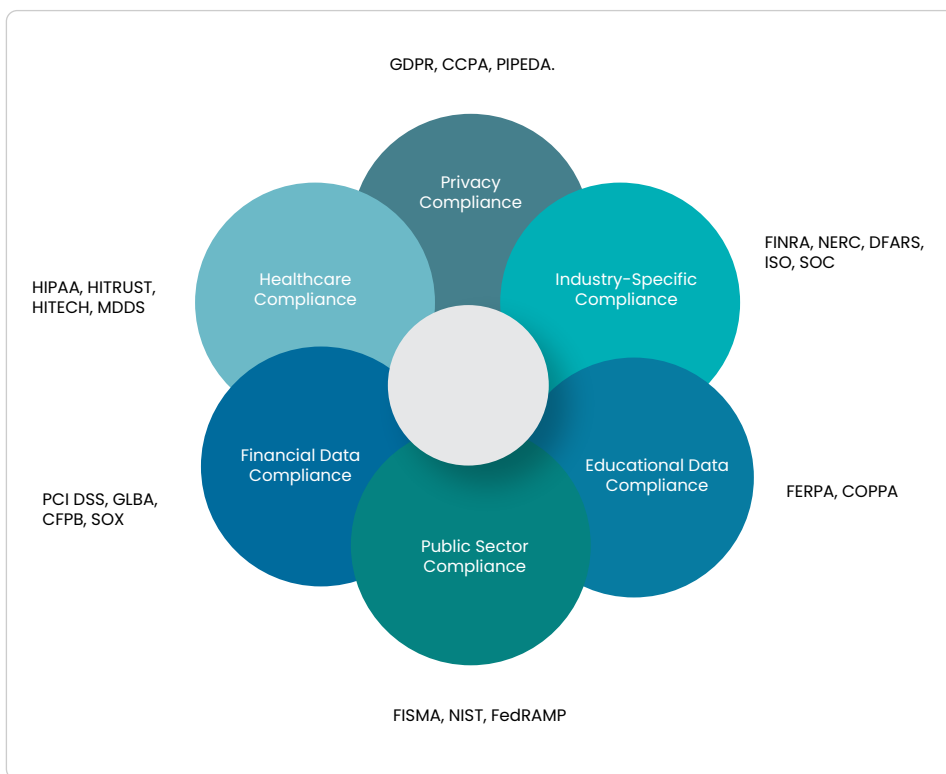 GDPR, CCPA, PIPEDA.
Privacy
Compliance
FINRA, NERC, DFARS,
ISO, SOC
Industry-Specific
Compliance
Healthcare
Compliance
HIPAA, HITRUST,
HITECH, MDDS
Financial Data
Compliance
Educational Data
Compliance
PCI DSS, GLBA,
CFPB, SOX
FERPA, COPPA
Public Sector
Compliance
FISMA, NIST, FedRAMP